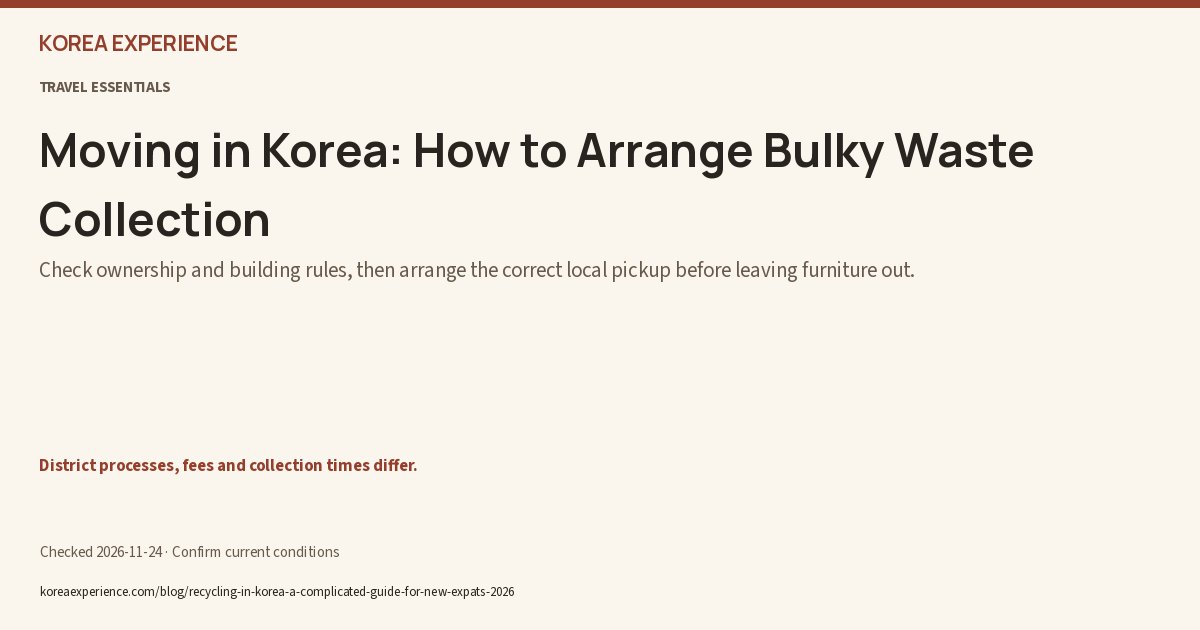 KOREA EXPERIENCE
TRAVEL ESSENTIALS
Moving in Korea: How to Arrange Bulky Waste
Collection
Check ownership and building rules, then arrange the correct local pickup before leaving furniture out.
District processes, fees and collection times differ.
Checked 2026-11-24 · Confirm current conditions
koreaexperience.com/blog/recycling-in-korea-a-complicated-guide-for-new-expats-2026